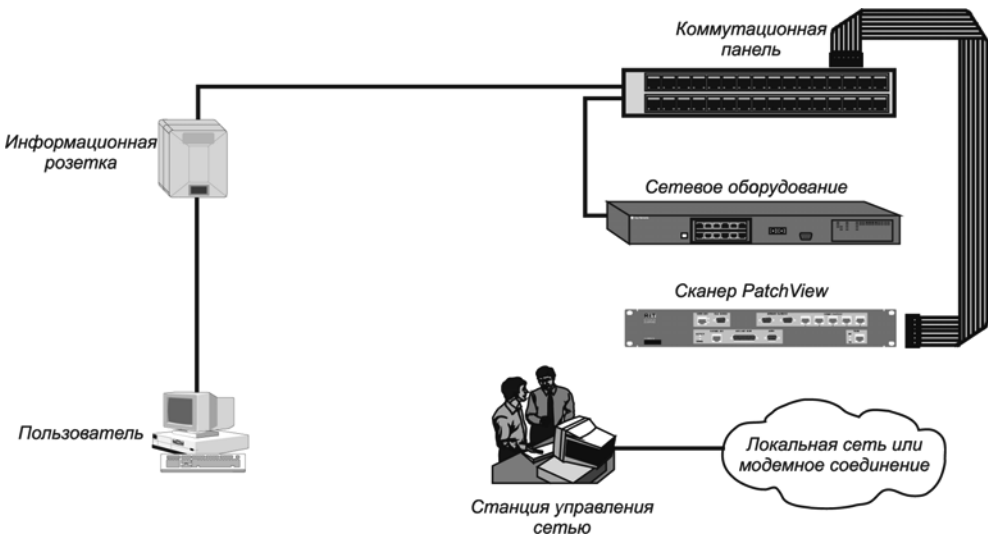 Коммутационная
панель
Информационная
розетка
Сетевое оборудование
Сканер PatchView
Пользователь
Локальная сеть или
модемное соединение
Станция управления
сетью